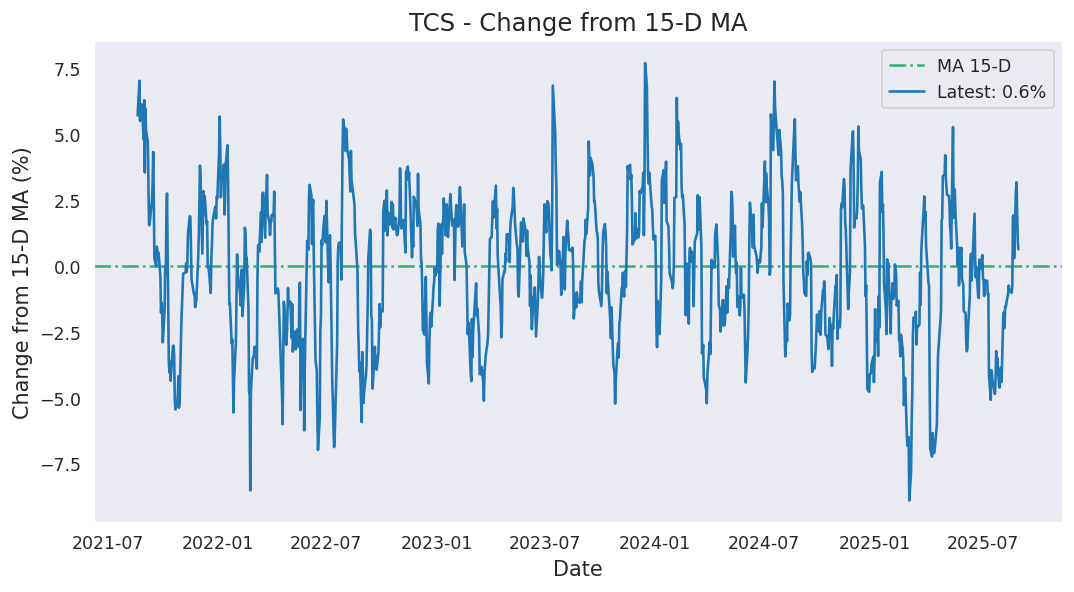 TCS - Change from 15-D MA
7.5
5.0
2.5
0.0
−2.5
−5.0
−7.5
Change from 15-D MA (%)
MA 15-D
Latest: 0.6%
2021-07 2022-01 2022-07 2023-01 2023-07 2024-01 2024-07 2025-01 2025-07
Date